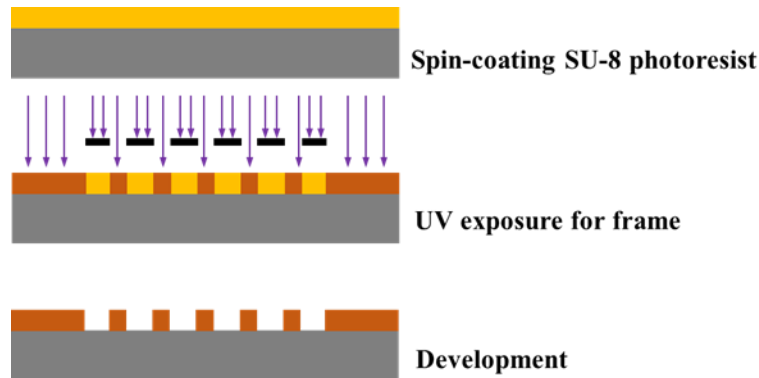 Spin-coating SU-8 photoresist
UV exposure for frame
Development